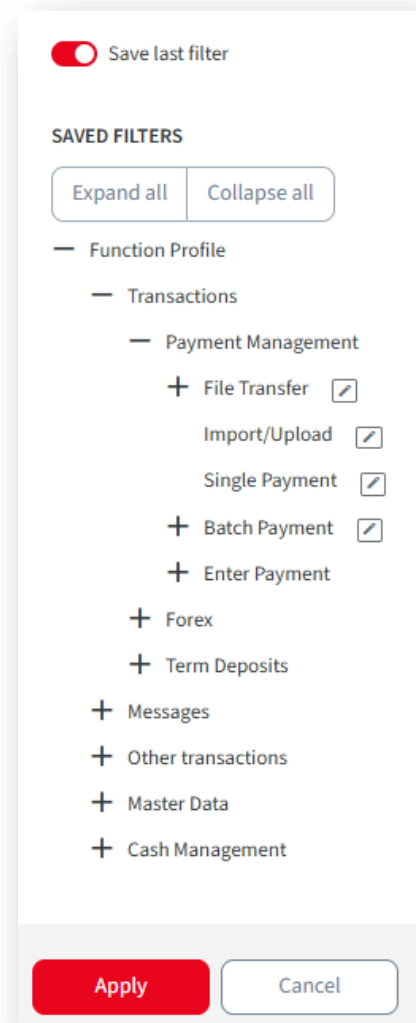 Save last filter
SAVED FILTERS
Expand all Collapse all
Function Profile
Transactions
Payment Management
File Transfer
Import/Upload
Single Payment
Batch Payment
Enter Payment
Forex
Term Deposits
Messages
Other transactions
Master Data
Cash Management
Apply Cancel